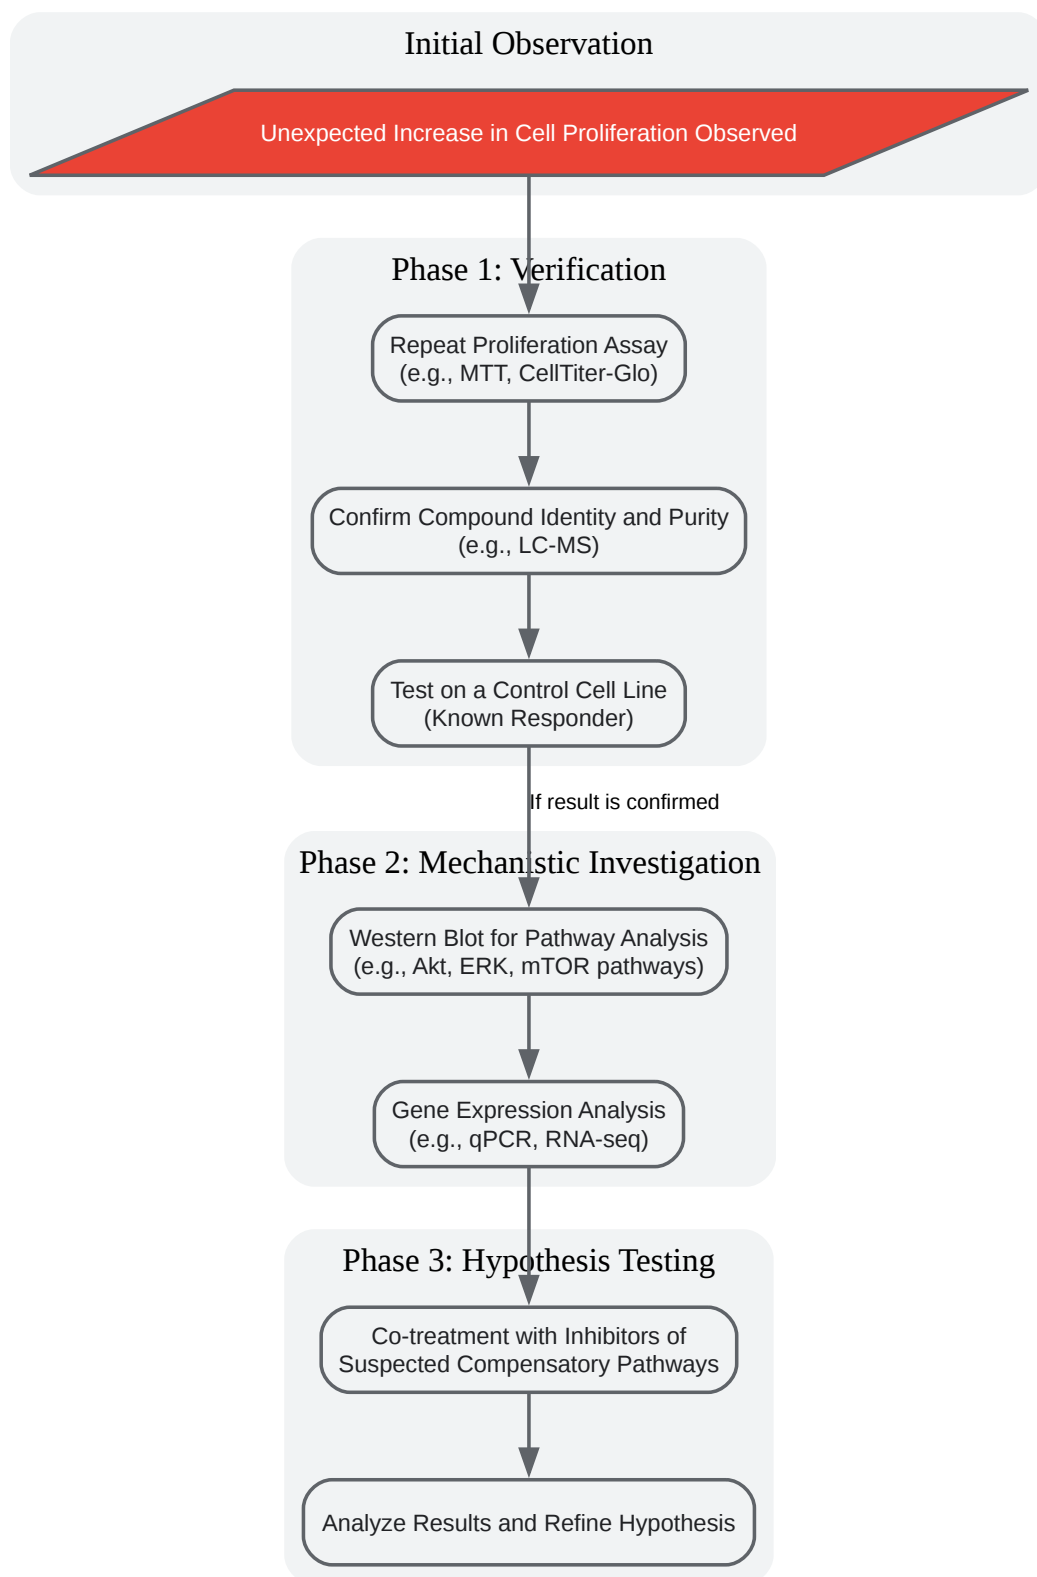 Initial Observation
Unexpected Increase in Cell Proliferation Observed
Phase 1: Verification
Repeat Proliferation Assay
(e.g., MTT, CellTiter-Glo)
Confirm Compound Identity and Purity
(e.g., LC-MS)
Test on a Control Cell Line
(Known Responder)
If result is confirmed
Phase 2: Mechanistic Investigation
Western Blot for Pathway Analysis
(e.g., Akt, ERK, mTOR pathways)
Gene Expression Analysis
(e.g., qPCR, RNA-seq)
Phase 3: Hypothesis Testing
Co-treatment with Inhibitors of
Suspected Compensatory Pathways
Analyze Results and Refine Hypothesis